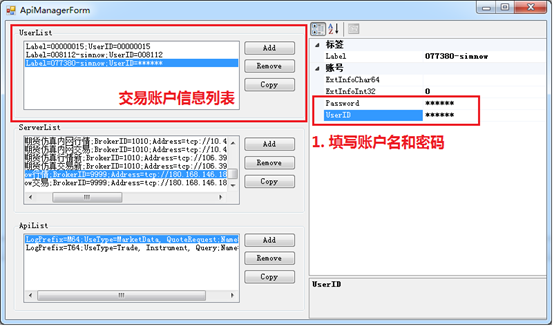 ApiManagerForm
UserList
Label=00000015;UserID=00000015
Label=008112-simnow;UserID=008112
Label=077380-simnow;UserID=******
Add
Remove
Copy
交易账户信息列表
ServerList
期货仿真内网行情;BrokerID=1010;Address=tcp://10.4
期货仿真内网交易;BrokerID=1010;Address=tcp://10.4
期货仿真行情新;BrokerID=1010;Address=tcp://106.39
期货仿真交易新;BrokerID=1010;Address=tcp://106.39
ow行情;BrokerID=9999;Address=tcp://180.168.146.18
ow交易;BrokerID=9999;Address=tcp://180.168.146.18
Add
Remove
Copy
ApiList
LogPrefix=M64;UseType=MarketData, QuoteRequest;Name
LogPrefix=T64;UseType=Trade, Instrument, Query;Name
Add
Remove
Copy
标签
Label 077380-simnow
账号
ExtInfoChar64
ExtInfoInt32 0
Password ******
UserID ******
1. 填写账户名和密码
UserID